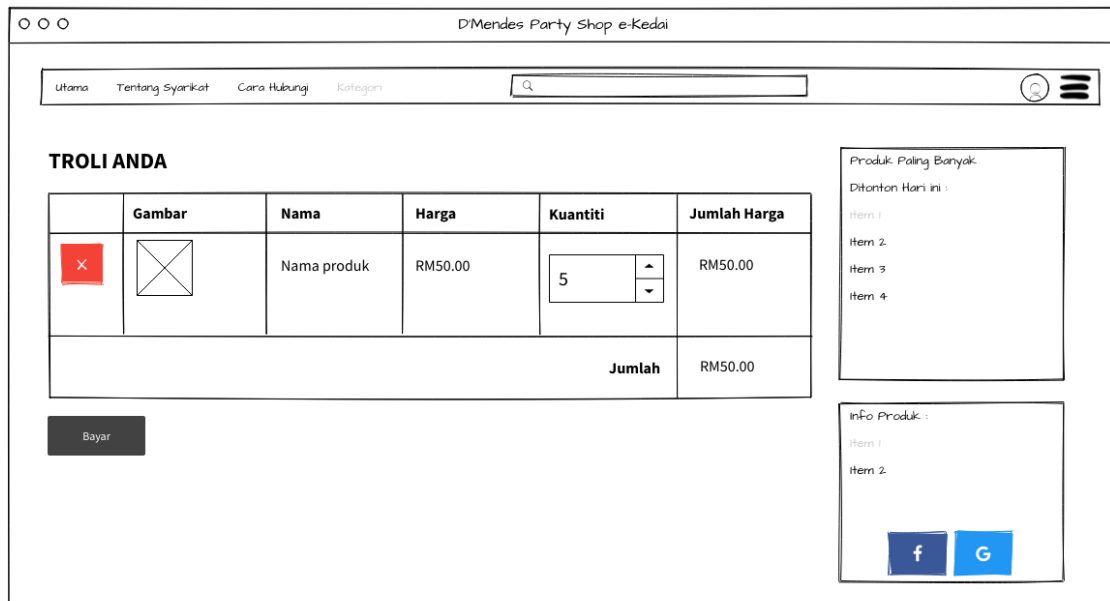 D'Mendes Party Shop e-Kedai
Utama Tentang Syarikat Cara Hubungi Kategori
TROLI ANDA
Gambar Nama Harga Kuantiti Jumlah Harga
Nama produk RM50.00 5 RM50.00
Jumlah RM50.00
Bayar
Produk Paling Banyak
Ditonton Hari ini :
Item 1
Item 2
Item 3
Item 4
Info Produk :
Item 1
Item 2
f G